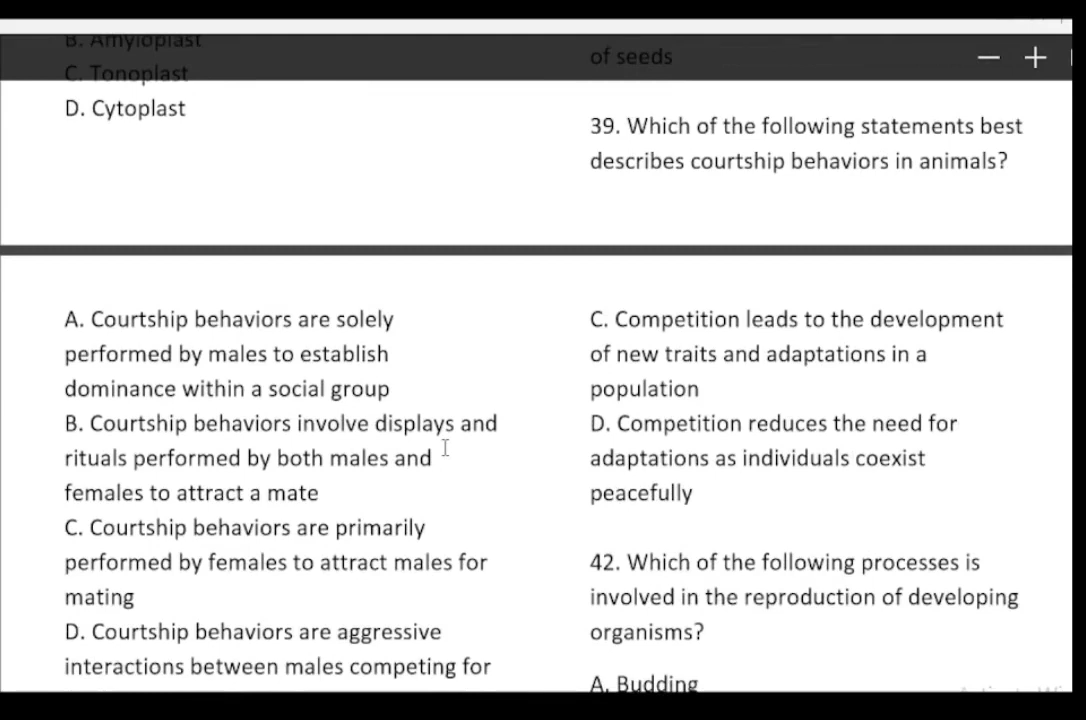 B. Amyloplast
C. Tonoplast
D. Cytoplast
of seeds
39. Which of the following statements best
describes courtship behaviors in animals?
A. Courtship behaviors are solely
performed by males to establish
dominance within a social group
B. Courtship behaviors involve displays and
rituals performed by both males and
females to attract a mate
C. Courtship behaviors are primarily
performed by females to attract males for
mating
D. Courtship behaviors are aggressive
interactions between males competing for
C. Competition leads to the development
of new traits and adaptations in a
population
D. Competition reduces the need for
adaptations as individuals coexist
peacefully
42. Which of the following processes is
involved in the reproduction of developing
organisms?
A. Budding